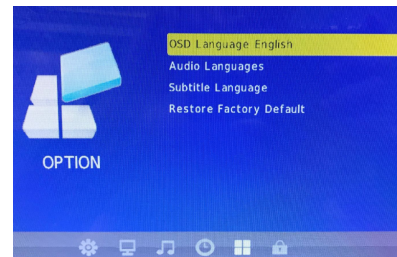 OSD Language English
Audio Languages
Subtitle Language
Restore Factory Default
OPTION